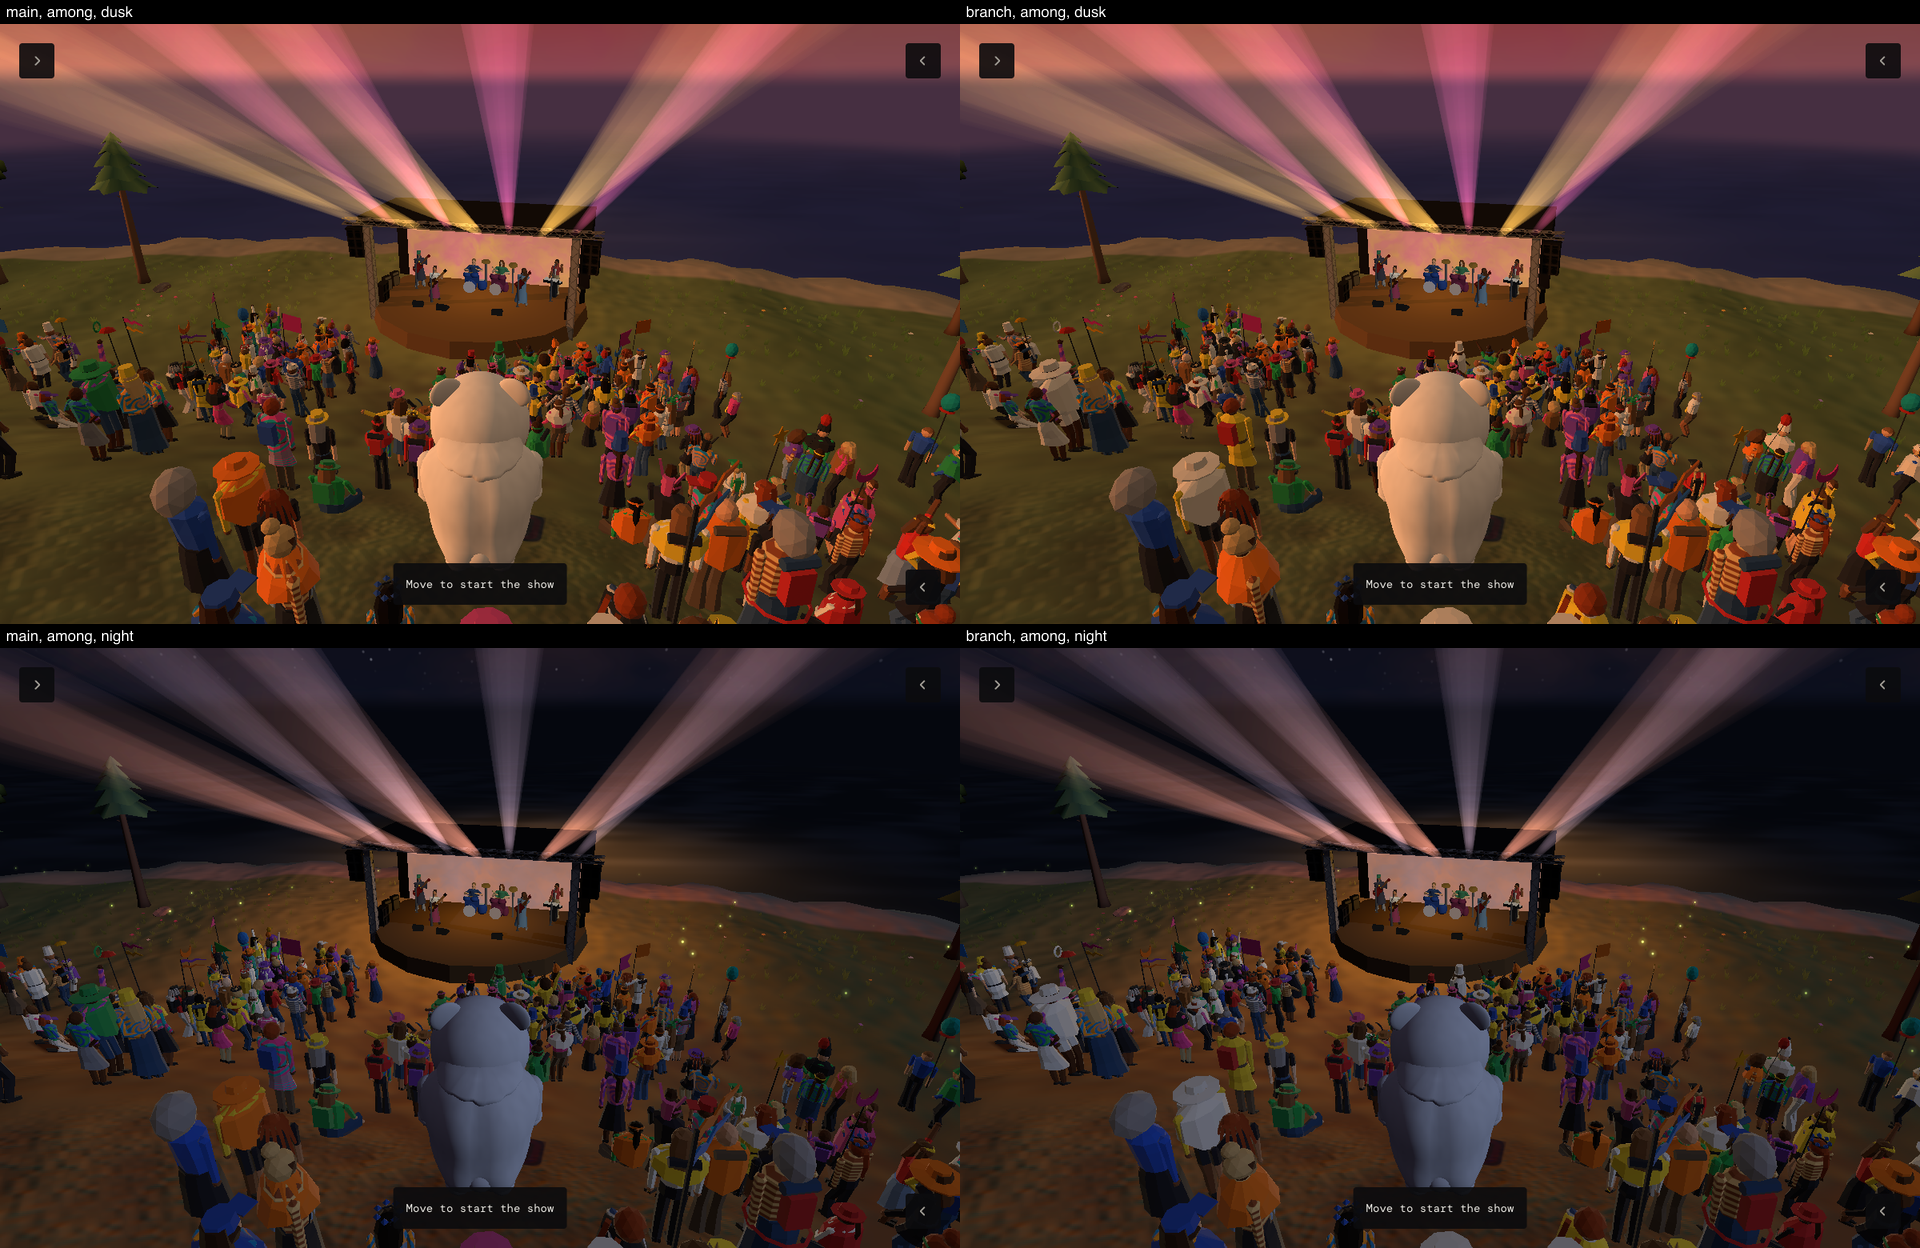 main, among, dusk
branch, among, dusk
Move to start the show
Move to start the show
main, among, night
branch, among, night
Move to start the show
Move to start the show